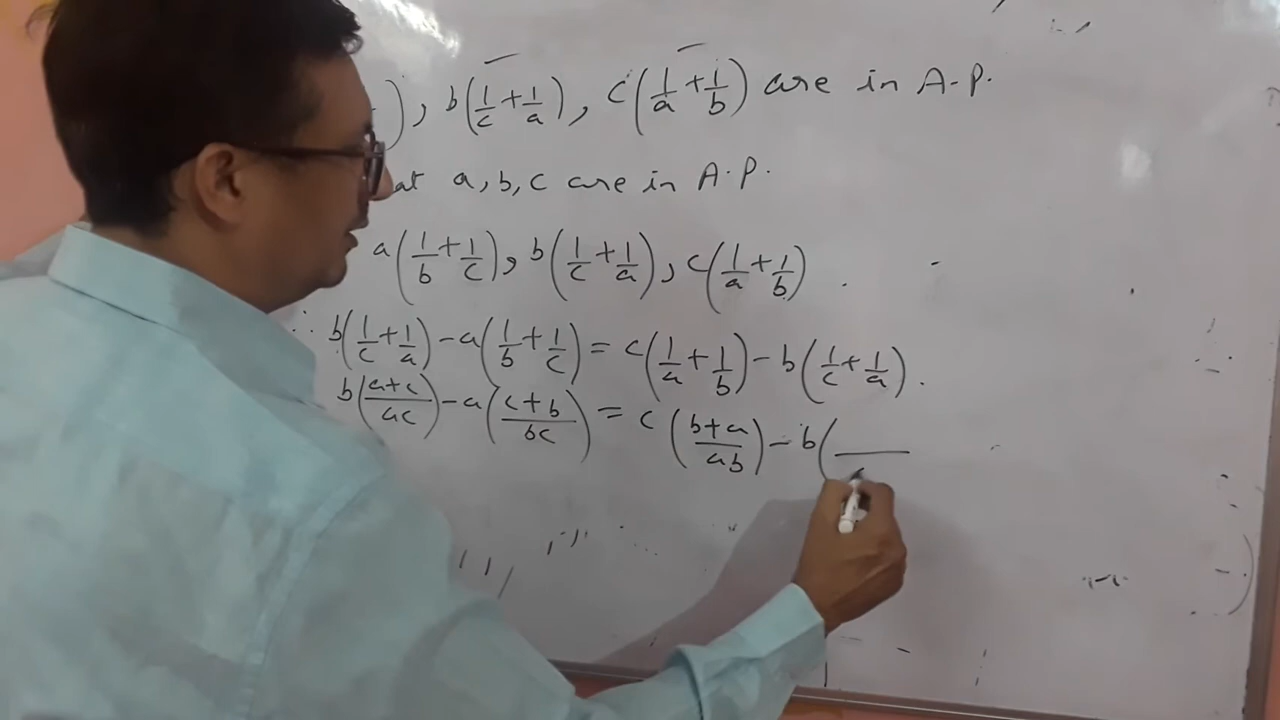 ), b(1/c + 1/a), c(1/a + 1/b) are in A.P.
at a, b, c are in A.P.
a(1/b + 1/c), b(1/c + 1/a), c(1/a + 1/b).
∴ b(1/c + 1/a) - a(1/b + 1/c) = c(1/a + 1/b) - b(1/c + 1/a).
b((a+c)/ac) - a((c+b)/bc) = c((b+a)/ab) - b(